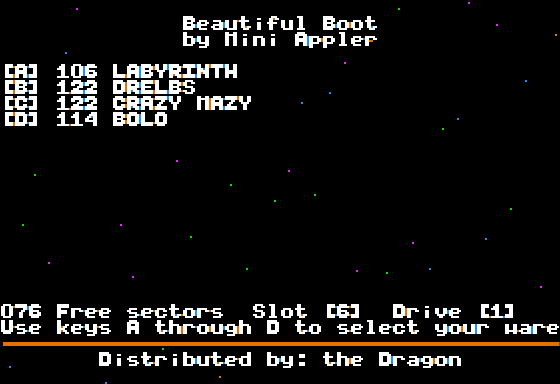 Beautiful Boot
by Mini Appler
[A] 106 LABYRINTH
[B] 122 DRELBS
[C] 122 CRAZY MAZY
[D] 114 BOLO
076 Free sectors Slot [6] Drive [1]
Use keys A through D to select your ware
Distributed by: the Dragon